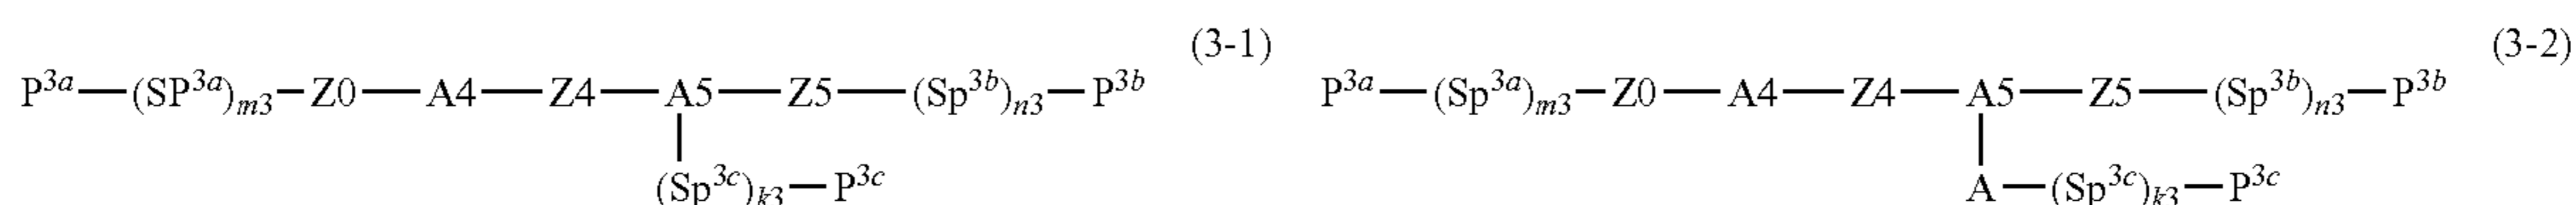 (3-1) (3-2)
P³ᵃ—(SP³ᵃ)ₘ₃—Z0—A4—Z4—A5—Z5—(Sp³ᵇ)ₙ₃—P³ᵇ P³ᵃ—(Sp³ᵃ)ₘ₃—Z0—A4—Z4—A5—Z5—(Sp³ᵇ)ₙ₃—P³ᵇ
(Sp³ᶜ)ₖ₃—P³ᶜ A—(Sp³ᶜ)ₖ₃—P³ᶜ